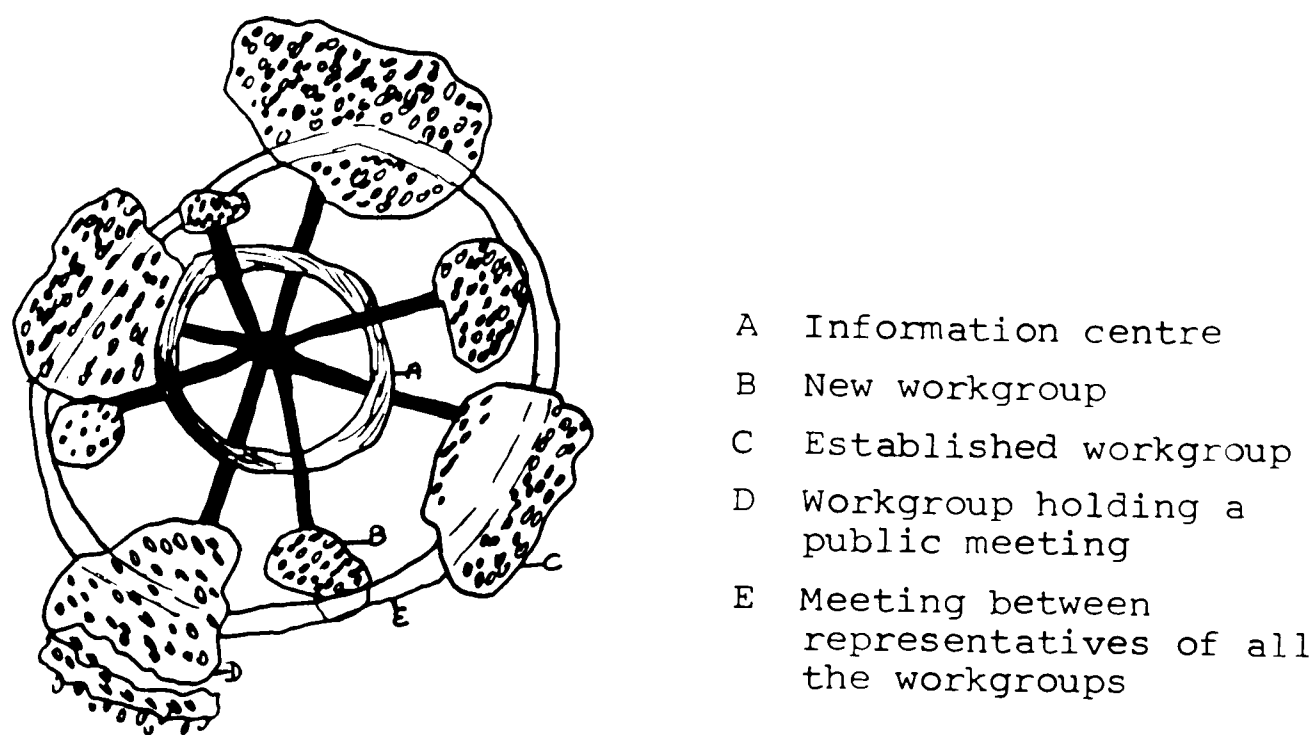 A
B
C
E
D
A Information centre
B New workgroup
C Established workgroup
D Workgroup holding a
public meeting
E Meeting between
representatives of all
the workgroups